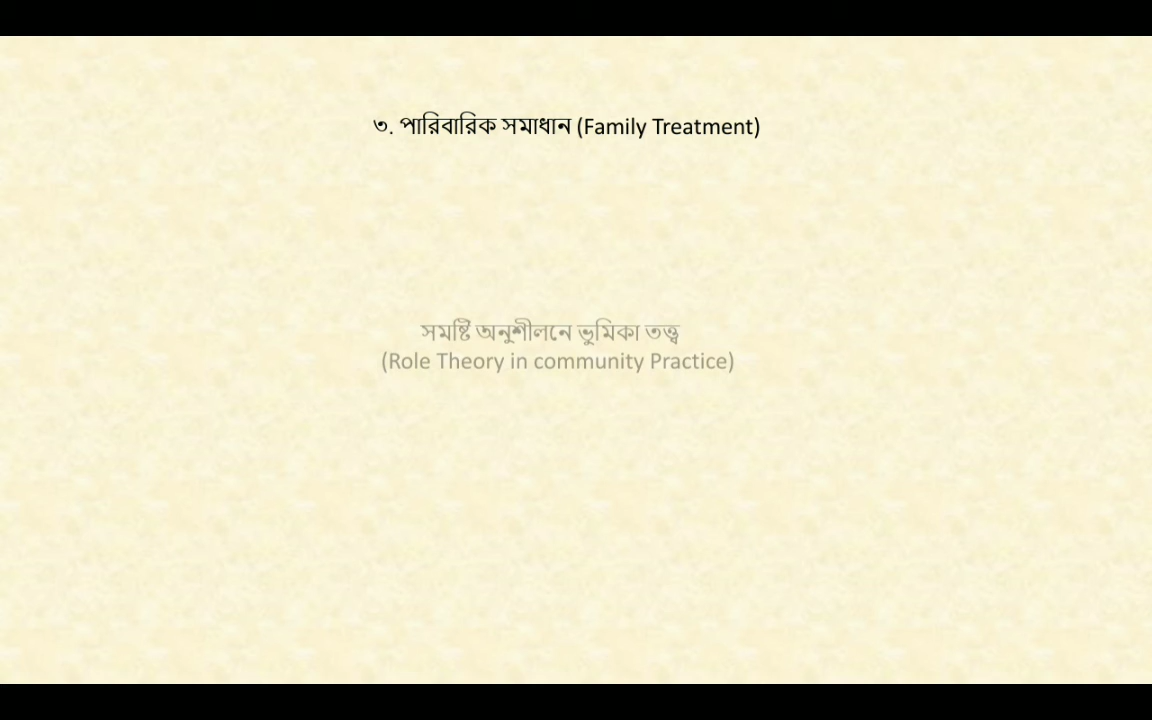 ৩. পারিবারিক সমাধান (Family Treatment)
সমষ্টি অনুশীলনে ভুমিকা তত্ত্ব
(Role Theory in community Practice)